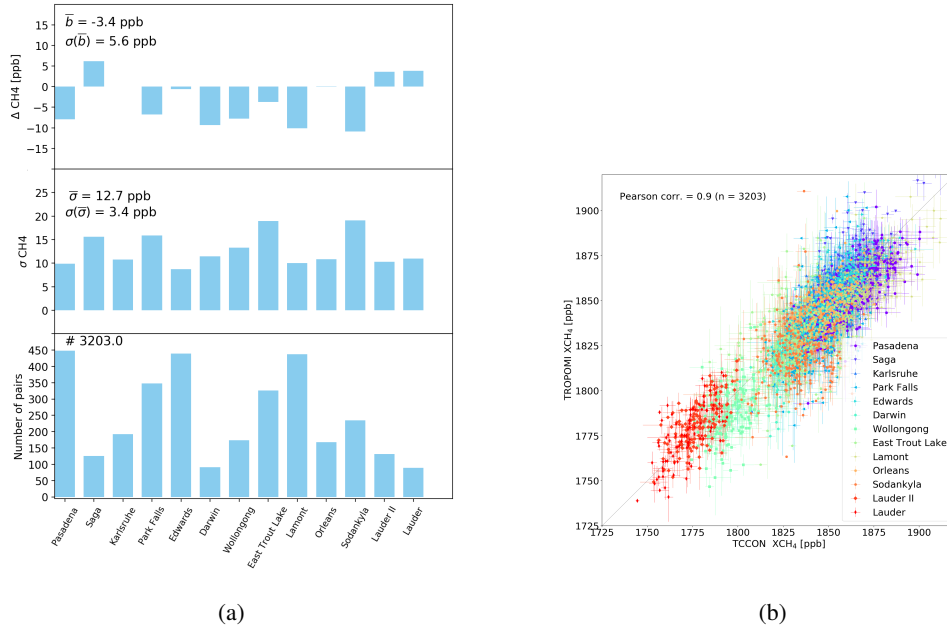 b̅ = -3.4 ppb
σ(b̅) = 5.6 ppb
Δ CH4 [ppb]
15
10
5
0
−5
−10
−15
σ̅ = 12.7 ppb
σ(σ̅) = 3.4 ppb
σ CH4
25
20
15
10
5
0
# 3203.0
Number of pairs
450
400
350
300
250
200
150
100
50
0
Pasadena
Saga
Karlsruhe
Park Falls
Edwards
Darwin
Wollongong
East Trout Lake
Lamont
Orleans
Sodankyla
Lauder II
Lauder
(a)
Pearson corr. = 0.9 (n = 3203)
TROPOMI XCH₄ [ppb]
1900
1875
1850
1825
1800
1775
1750
1725
Pasadena
Saga
Karlsruhe
Park Falls
Edwards
Darwin
Wollongong
East Trout Lake
Lamont
Orleans
Sodankyla
Lauder II
Lauder
1725 1750 1775 1800 1825 1850 1875 1900
TCCON XCH₄ [ppb]
(b)